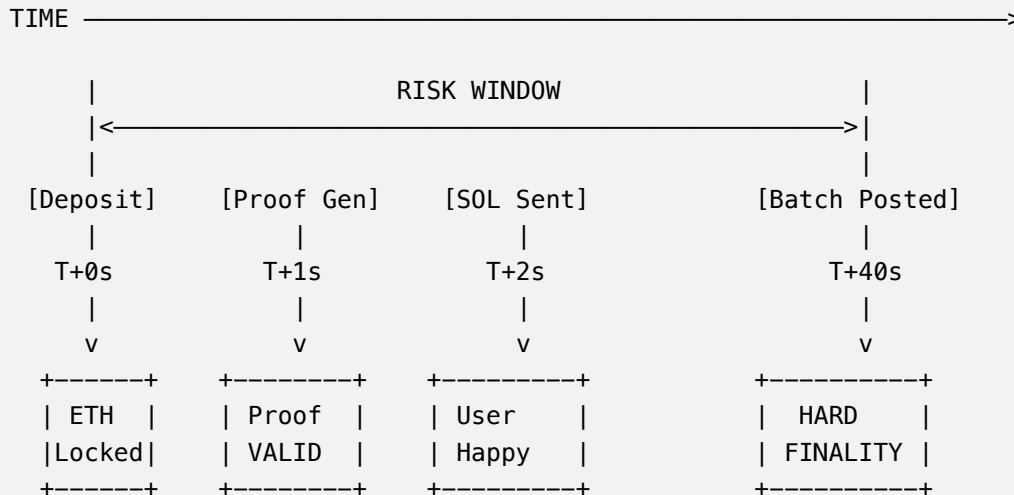 TIME ————————————————————————————————————————————————————>
| RISK WINDOW |
|<—————————————————————————————————————————>|
| |
[Deposit] [Proof Gen] [SOL Sent] [Batch Posted]
| | | |
T+0s T+1s T+2s T+40s
| | | |
v v v v
+------+ +--------+ +---------+ +----------+
| ETH | | Proof | | User | | HARD |
|Locked| | VALID | | Happy | | FINALITY |
+------+ +--------+ +---------+ +----------+